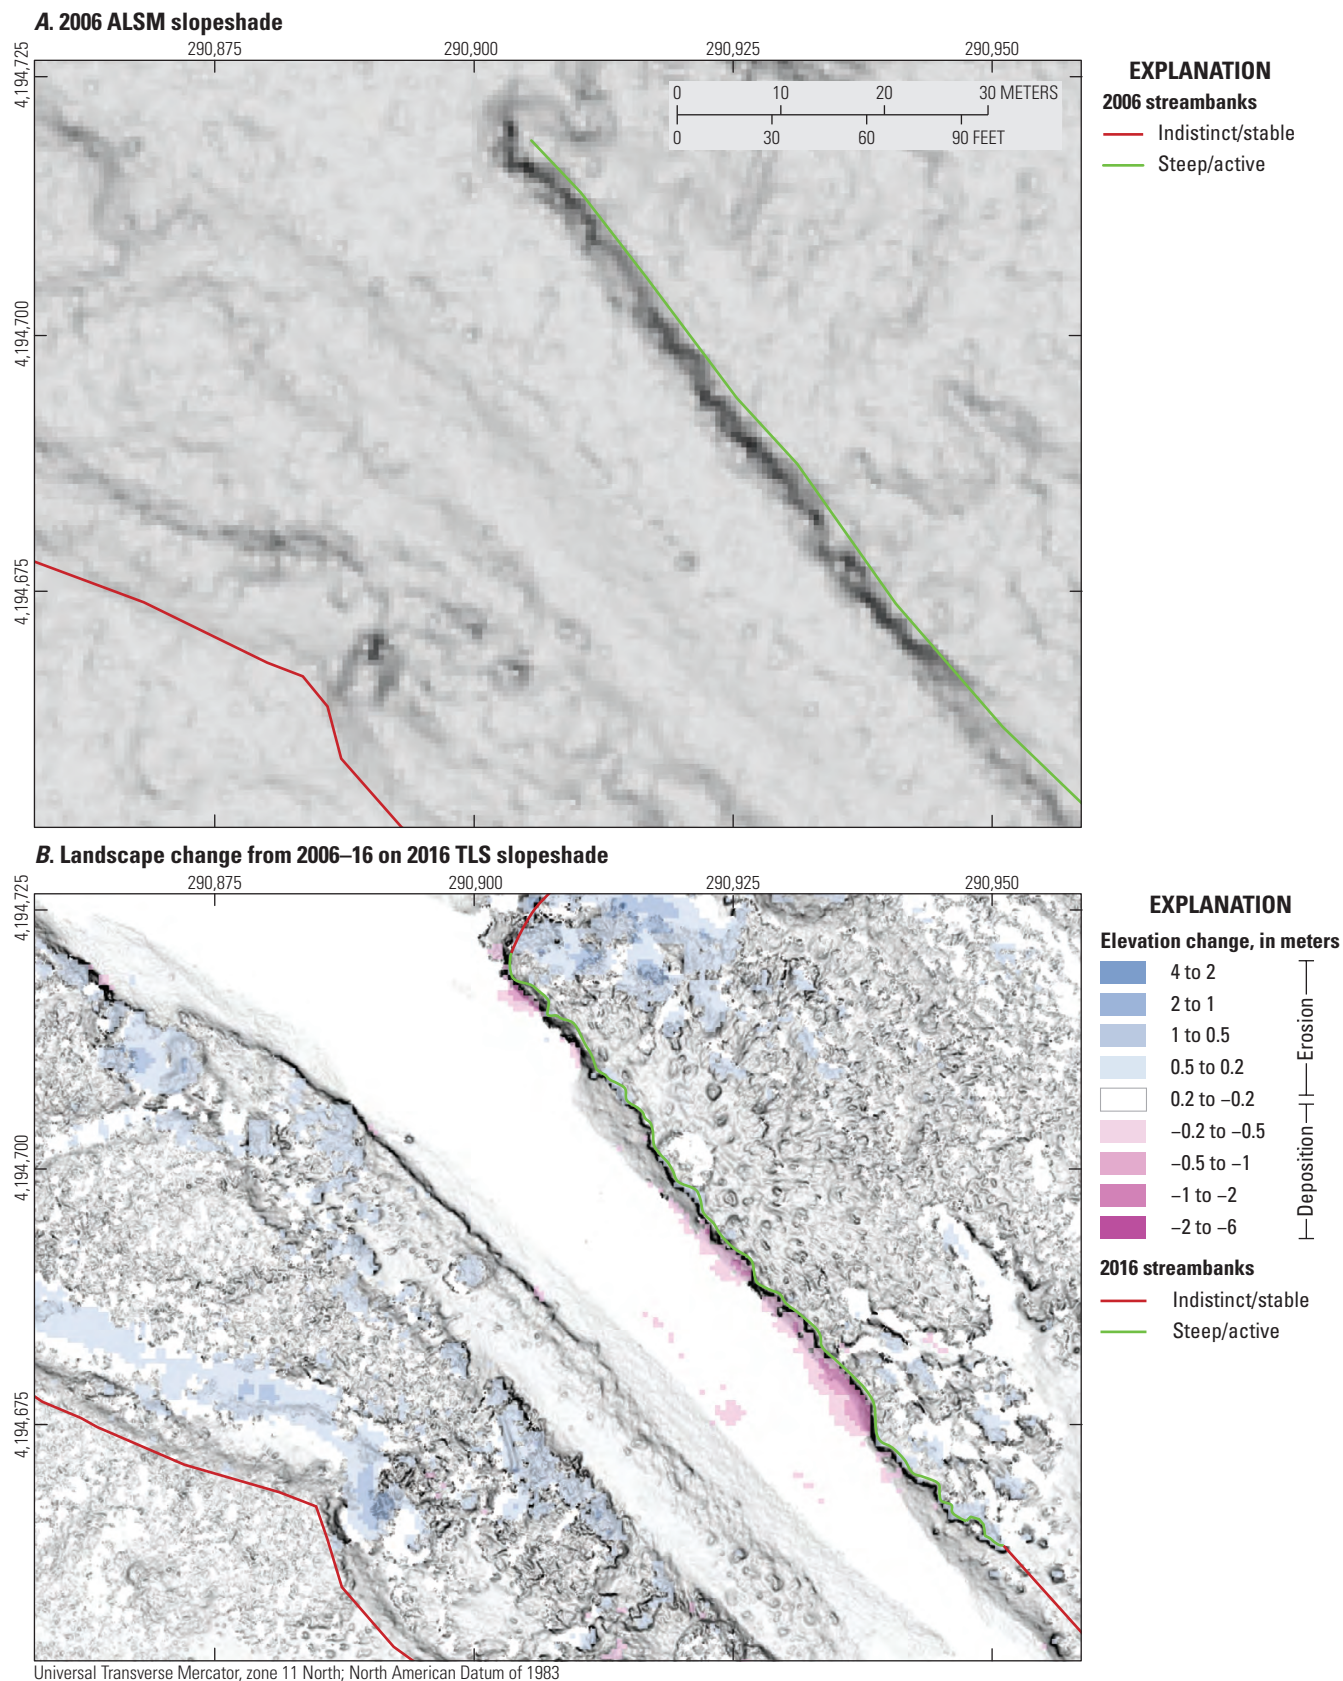 A. 2006 ALSM slopeshade
290,875 290,900 290,925 290,950
4,194,725
4,194,700
4,194,675
0 10 20 30 METERS
0 30 60 90 FEET
EXPLANATION
2006 streambanks
Indistinct/stable
Steep/active
B. Landscape change from 2006–16 on 2016 TLS slopeshade
290,875 290,900 290,925 290,950
4,194,725
4,194,700
4,194,675
EXPLANATION
Elevation change, in meters
4 to 2
2 to 1
1 to 0.5
0.5 to 0.2
0.2 to −0.2
−0.2 to −0.5
−0.5 to −1
−1 to −2
−2 to −6
Erosion
Deposition
2016 streambanks
Indistinct/stable
Steep/active
Universal Transverse Mercator, zone 11 North; North American Datum of 1983